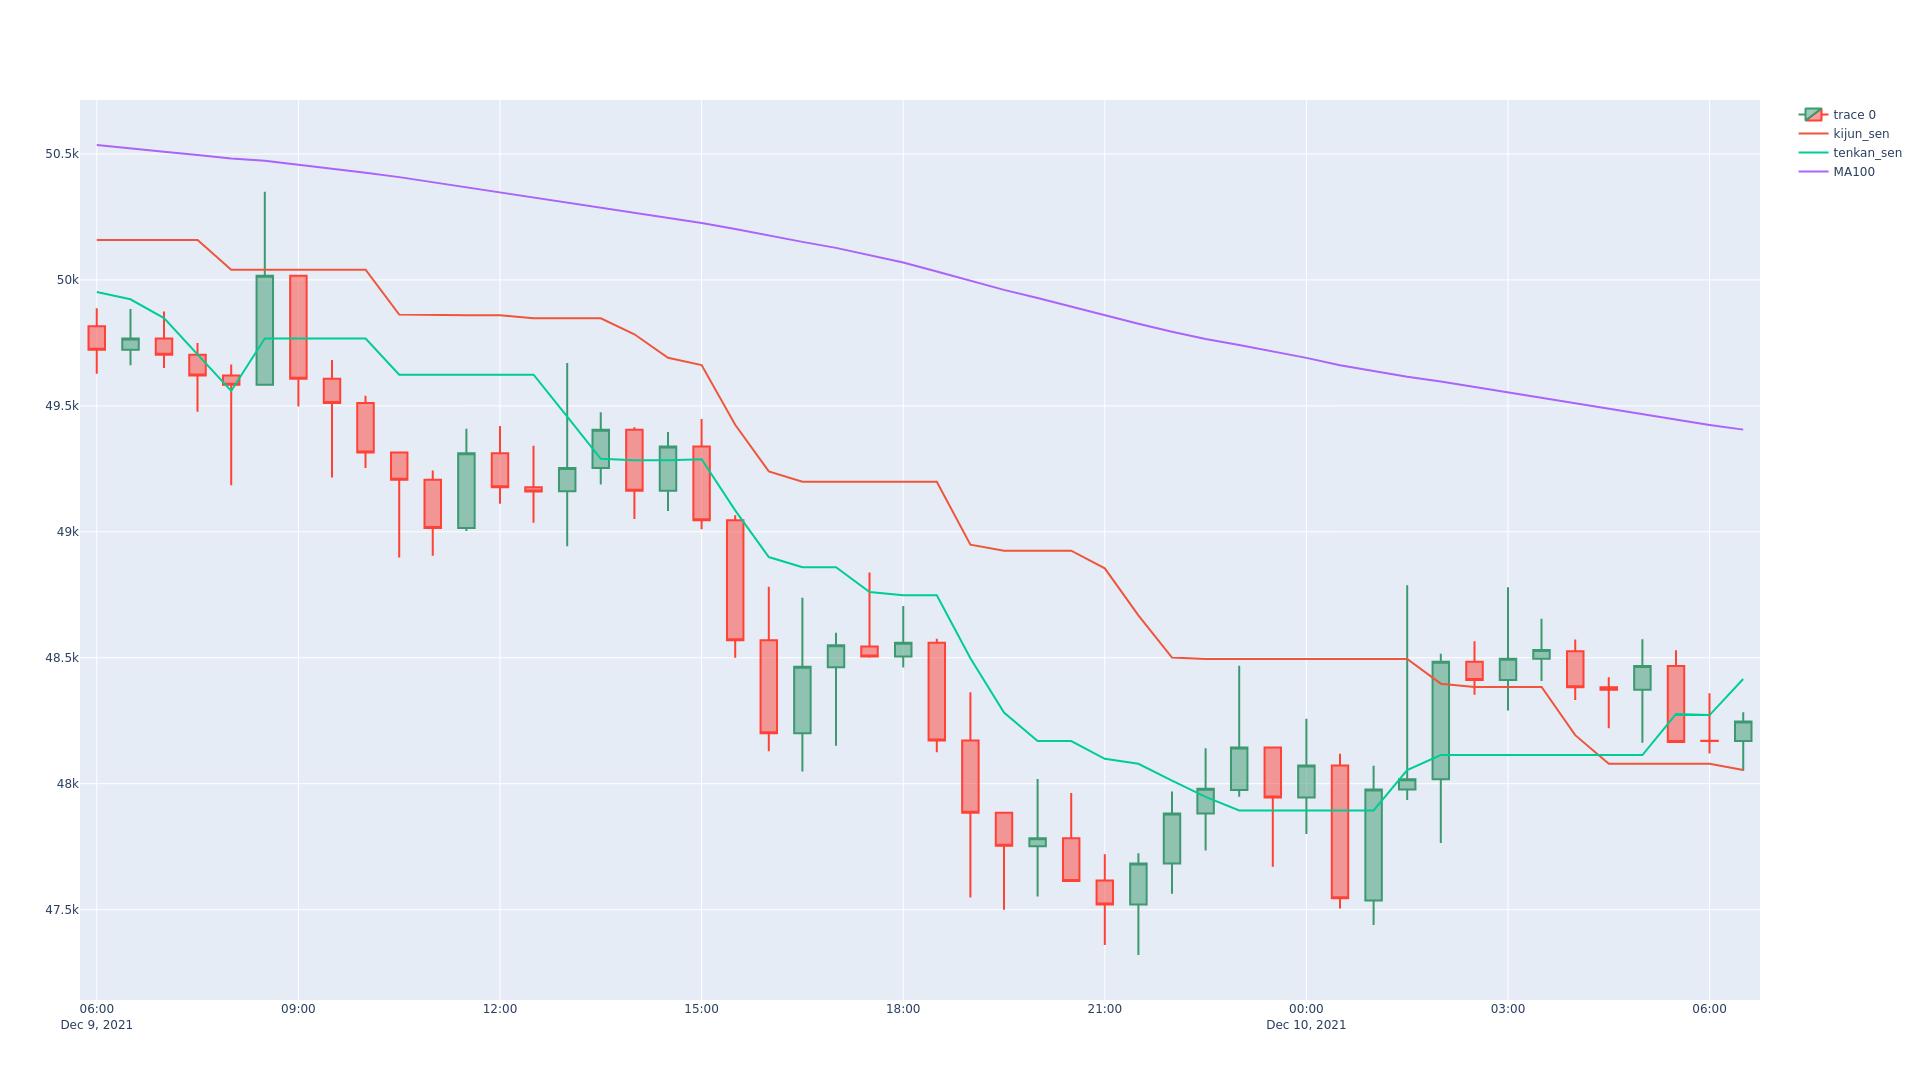 trace 0
kijun_sen
tenkan_sen
MA100
50.5k
50k
49.5k
49k
48.5k
48k
47.5k
06:00 09:00 12:00 15:00 18:00 21:00 00:00 03:00 06:00
Dec 9, 2021 Dec 10, 2021